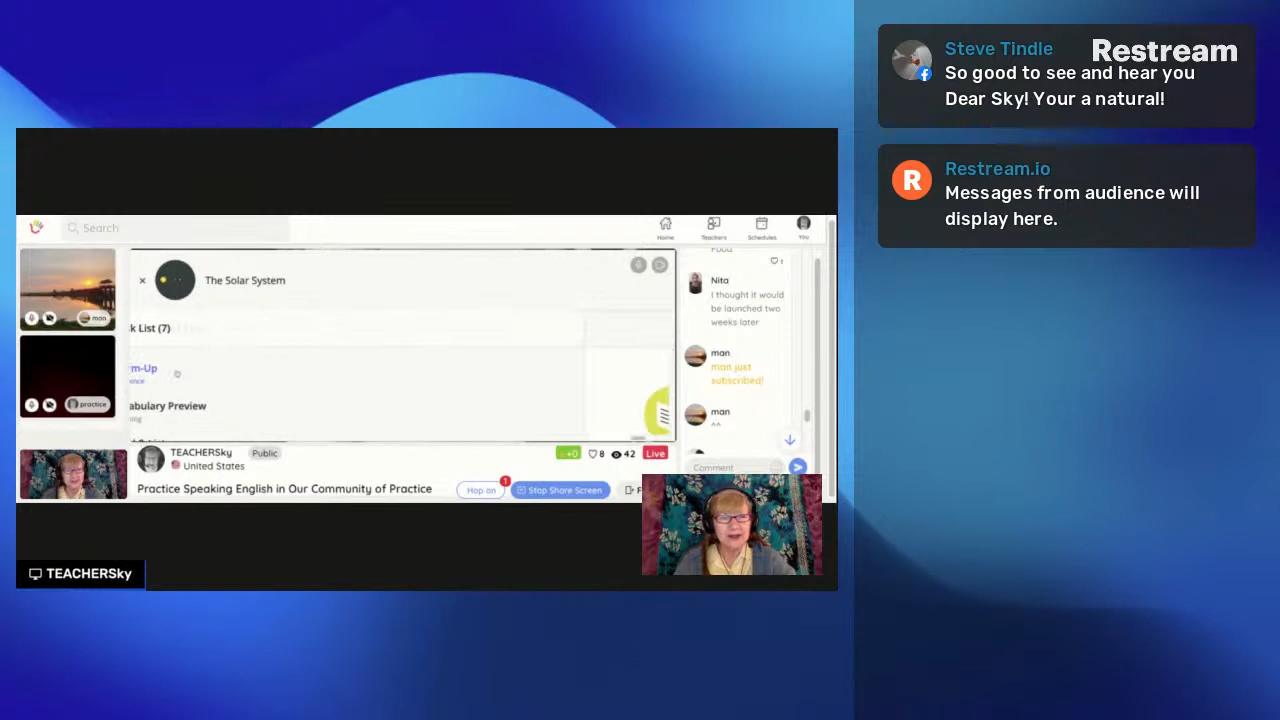 Steve Tindle
Restream
So good to see and hear you
Dear Sky! Your a natural!
Restream.io
Messages from audience will
display here.
Search
Home
Teachers
Schedules
You
The Solar System
k List (7)
m-Up
abulary Preview
man
practice
Nita
I thought it would
be launched two
weeks later
man
man just
subscribed!
man
^^
Comment
TEACHERSky
Public
United States
+0
8
42
Live
Practice Speaking English in Our Community of Practice
Hop on
1
Stop Share Screen
TEACHERSky